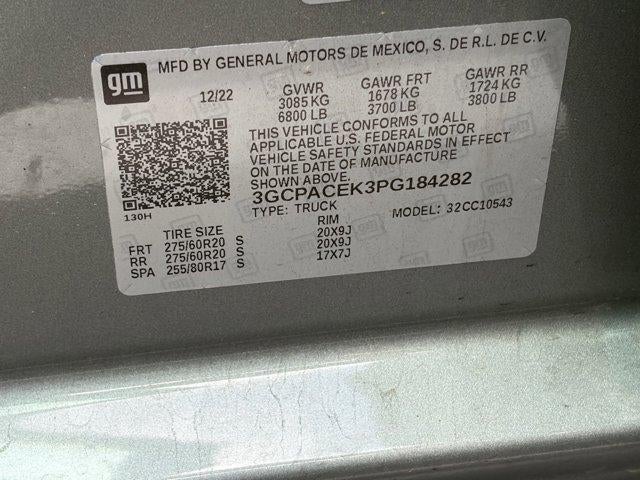 gm
MFD BY GENERAL MOTORS DE MEXICO, S. DE R.L. DE C.V.
12/22 GVWR GAWR FRT GAWR RR
3085 KG 1678 KG 1724 KG
6800 LB 3700 LB 3800 LB
THIS VEHICLE CONFORMS TO ALL
APPLICABLE U.S. FEDERAL MOTOR
VEHICLE SAFETY STANDARDS IN EFFECT
ON THE DATE OF MANUFACTURE
SHOWN ABOVE.
3GCPACEK3PG184282
TYPE: TRUCK MODEL: 32CC10543
130H
TIRE SIZE RIM
FRT 275/60R20 S 20X9J
RR 275/60R20 S 20X9J
SPA 255/80R17 S 17X7J